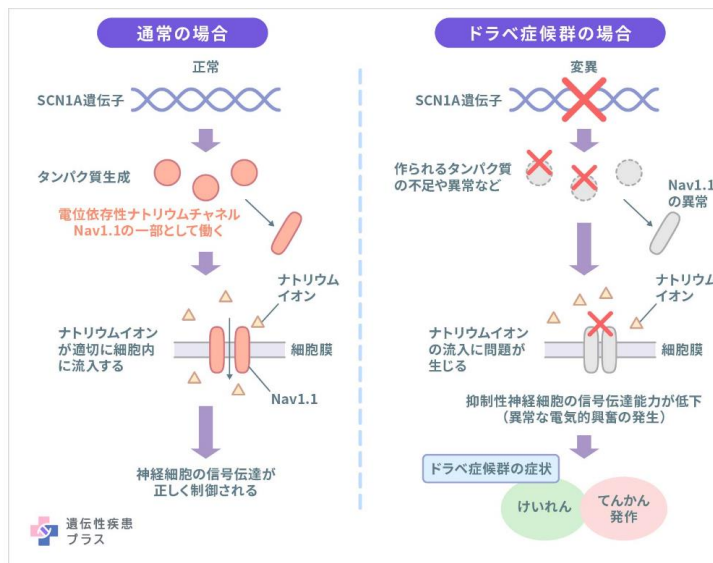 通常の場合
正常
SCN1A遺伝子
タンパク質生成
電位依存性ナトリウムチャネル
Nav1.1の一部として働く
ナトリウム
イオン
ナトリウムイオン
が適切に細胞内
に流入する
細胞膜
Nav1.1
神経細胞の信号伝達が
正しく制御される
遺伝性疾患
プラス
ドラベ症候群の場合
変異
SCN1A遺伝子
作られるタンパク質
の不足や異常など
Nav1.1
の異常
ナトリウム
イオン
ナトリウムイオン
の流入に問題が
生じる
細胞膜
抑制性神経細胞の信号伝達能力が低下
（異常な電気的興奮の発生）
ドラベ症候群の症状
けいれん
てんかん
発作